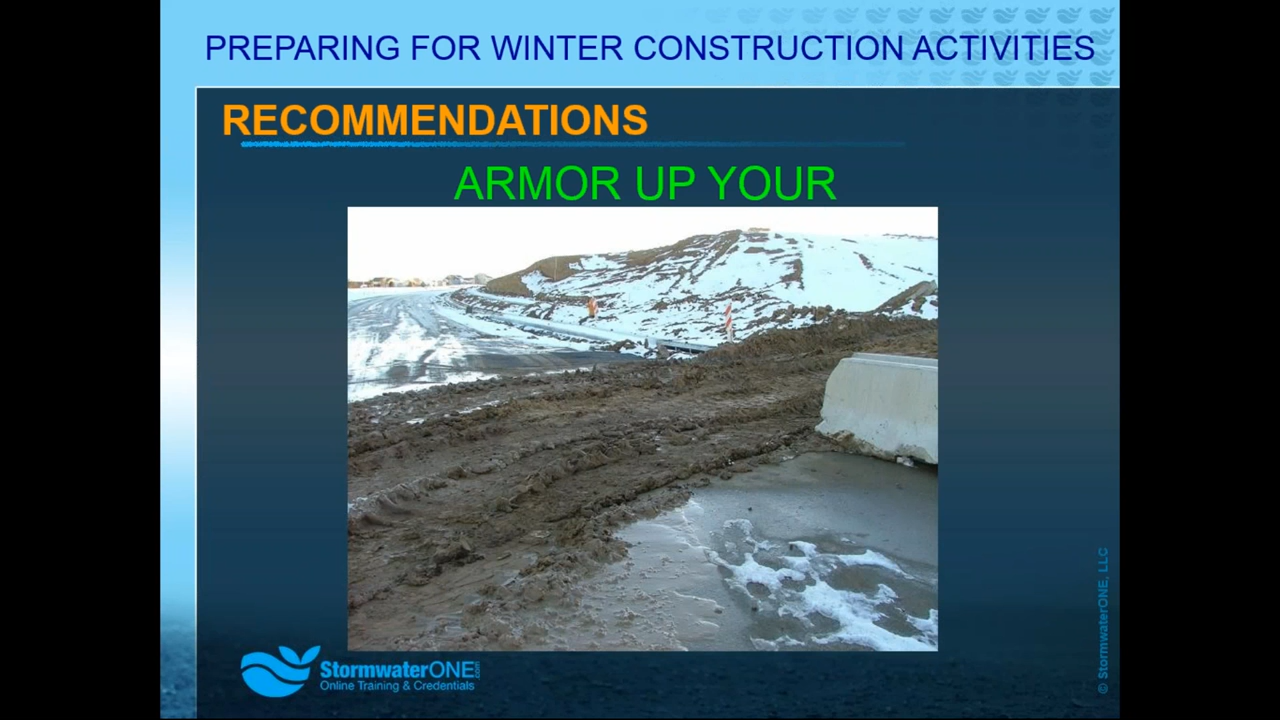 PREPARING FOR WINTER CONSTRUCTION ACTIVITIES
RECOMMENDATIONS
ARMOR UP YOUR
StormwaterONE.com
Online Training & Credentials
© StormwaterONE, LLC